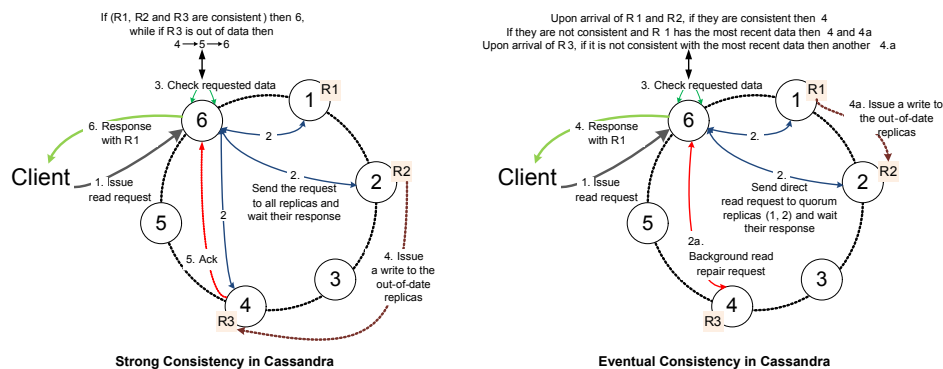 If (R1, R2 and R3 are consistent) then 6,
while if R3 is out of data then
4 → 5 → 6
3. Check requested data
R1
1
6
6. Response
with R1
2.
Client
1. Issue
read request
2.
2
R2
Send the request
to all replicas and
wait their response
5
2
5. Ack
4. Issue
a write to the
out-of-date
replicas
3
4
R3
Strong Consistency in Cassandra
Upon arrival of R1 and R2, if they are consistent then 4
If they are not consistent and R1 has the most recent data then 4 and 4a
Upon arrival of R3, if it is not consistent with the most recent data then another 4.a
3. Check requested data
R1
1
4a. Issue a write to
the out-of-date
replicas
6
4. Response
with R1
2.
Client
1. Issue
read request
2.
2
R2
Send direct
read request to quorum
replicas (1, 2) and wait
their response
5
2a.
Background read
repair request
3
4
R3
Eventual Consistency in Cassandra